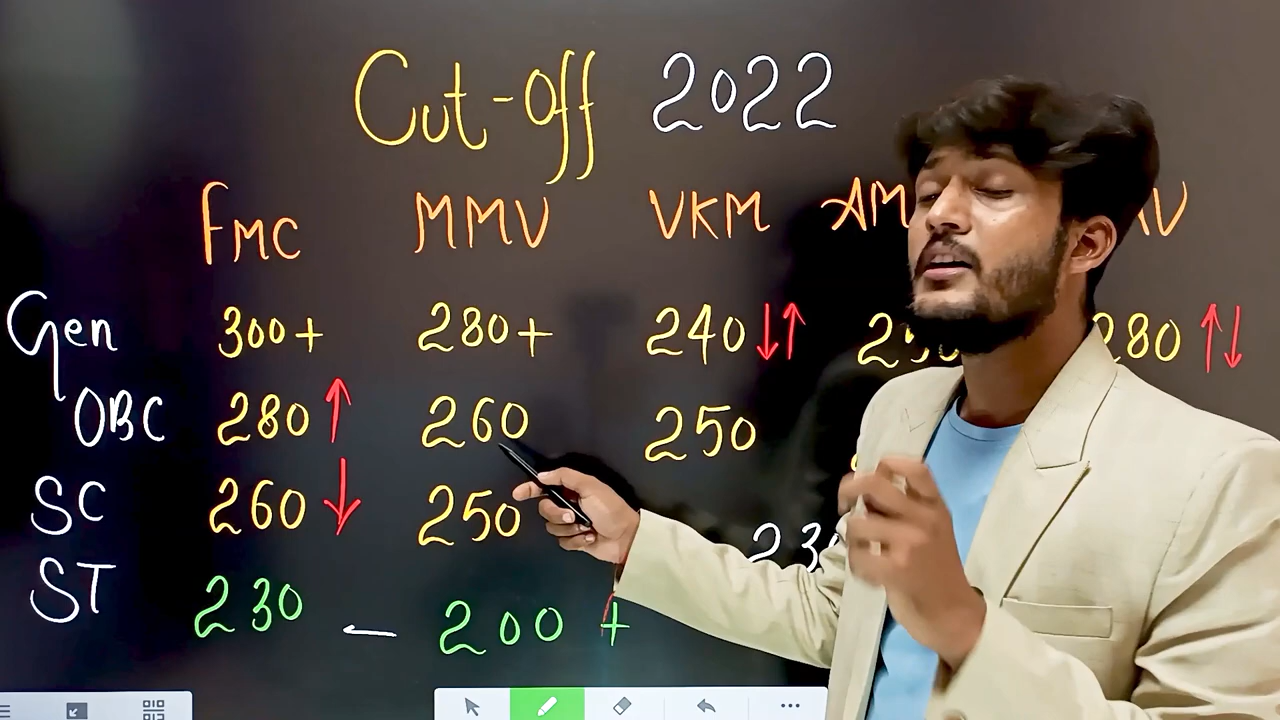 Cut-off 2022
FMC MMV VKM
Gen 300+ 280+ 240 ↓↑ 280 ↑↓
OBC 280 ↑ 260 250
SC 260 ↓ 250
ST 230 ← 200 +